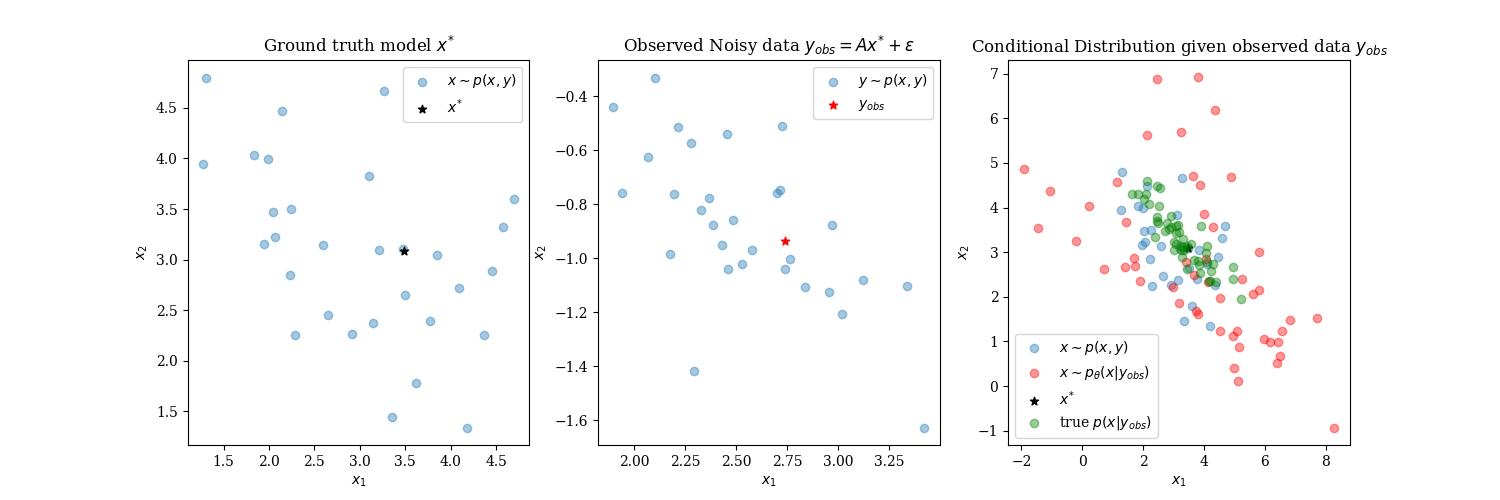 Ground truth model x*
4.5
4.0
3.5
3.0
2.5
2.0
1.5
x₂
1.5 2.0 2.5 3.0 3.5 4.0 4.5
x₁
x ~ p(x, y)
x*
Observed Noisy data y_obs = Ax* + ε
−0.4
−0.6
−0.8
−1.0
−1.2
−1.4
−1.6
x₂
2.00 2.25 2.50 2.75 3.00 3.25
x₁
y ~ p(x, y)
y_obs
Conditional Distribution given observed data y_obs
7
6
5
4
3
2
1
0
−1
x₂
−2 0 2 4 6 8
x₁
x ~ p(x, y)
x ~ p_θ(x|y_obs)
x*
true p(x|y_obs)